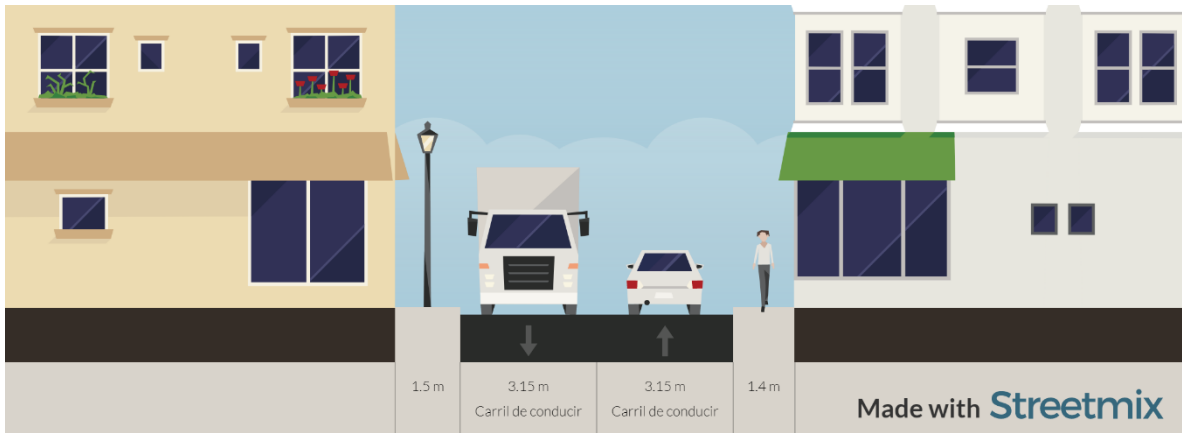 1.5 m
3.15 m
Carril de conducir
3.15 m
Carril de conducir
1.4 m
Made with Streetmix